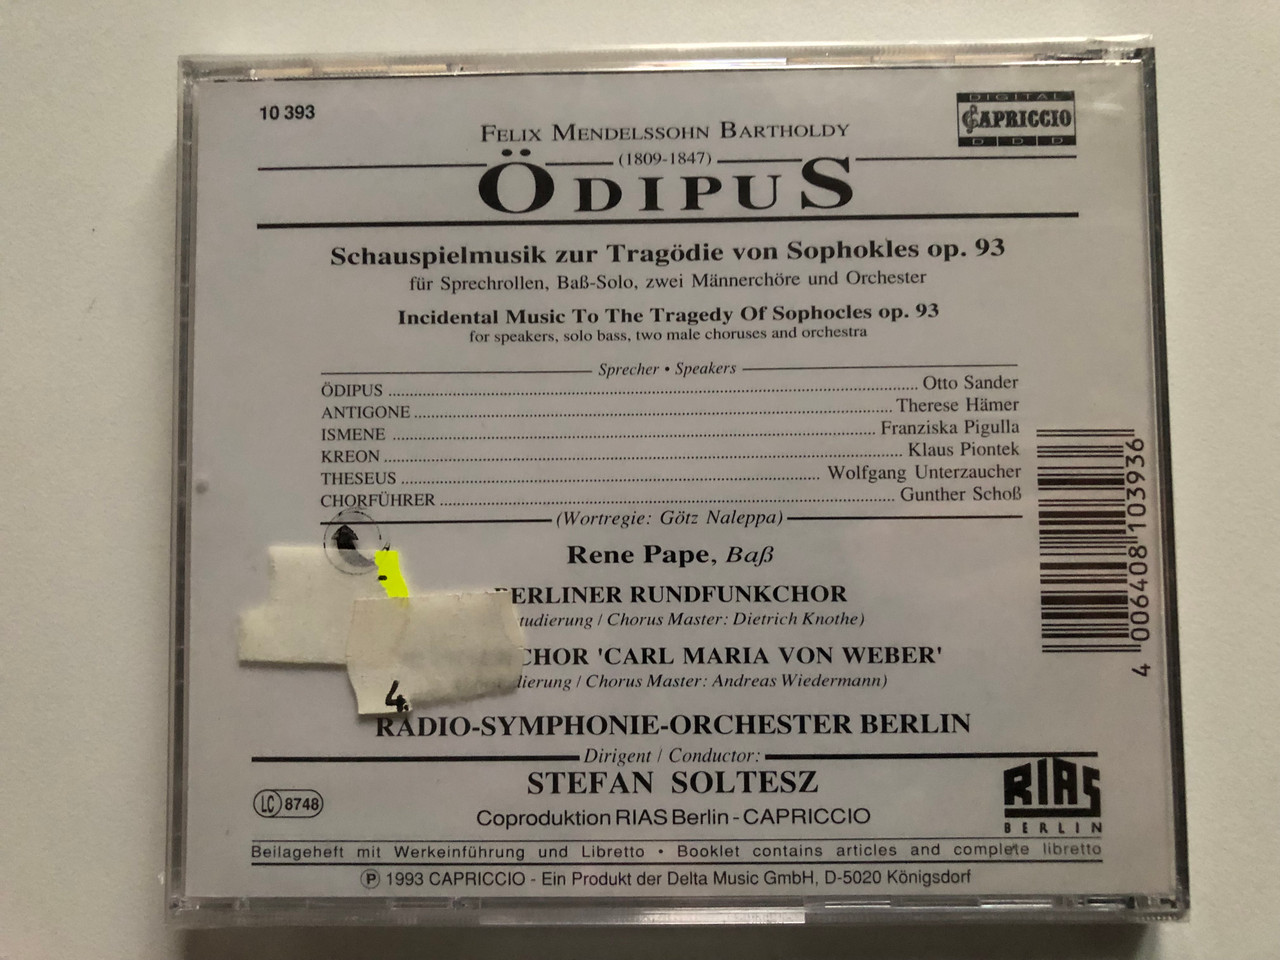 10 393
DIGITAL
CAPRICCIO
D D D
FELIX MENDELSSOHN BARTHOLDY
(1809-1847)
ÖDIPUS
Schauspielmusik zur Tragödie von Sophokles op. 93
für Sprechrollen, Baß-Solo, zwei Männerchöre und Orchester
Incidental Music To The Tragedy Of Sophocles op. 93
for speakers, solo bass, two male choruses and orchestra
Sprecher • Speakers
ÖDIPUS Otto Sander
ANTIGONE Therese Hämer
ISMENE Franziska Pigulla
KREON Klaus Piontek
THESEUS Wolfgang Unterzaucher
CHORFÜHRER Gunther Schoß
(Wortregie: Götz Naleppa)
Rene Pape, Baß
BERLINER RUNDFUNKCHOR
tudierung / Chorus Master: Dietrich Knothe)
CHOR 'CARL MARIA VON WEBER'
dierung / Chorus Master: Andreas Wiedermann)
4
RADIO-SYMPHONIE-ORCHESTER BERLIN
Dirigent / Conductor:
STEFAN SOLTESZ
LC 8748
Coproduktion RIAS Berlin - CAPRICCIO
RIAS
BERLIN
Beilageheft mit Werkeinführung und Libretto • Booklet contains articles and complete libretto
℗ 1993 CAPRICCIO - Ein Produkt der Delta Music GmbH, D-5020 Königsdorf
4 006408 103936